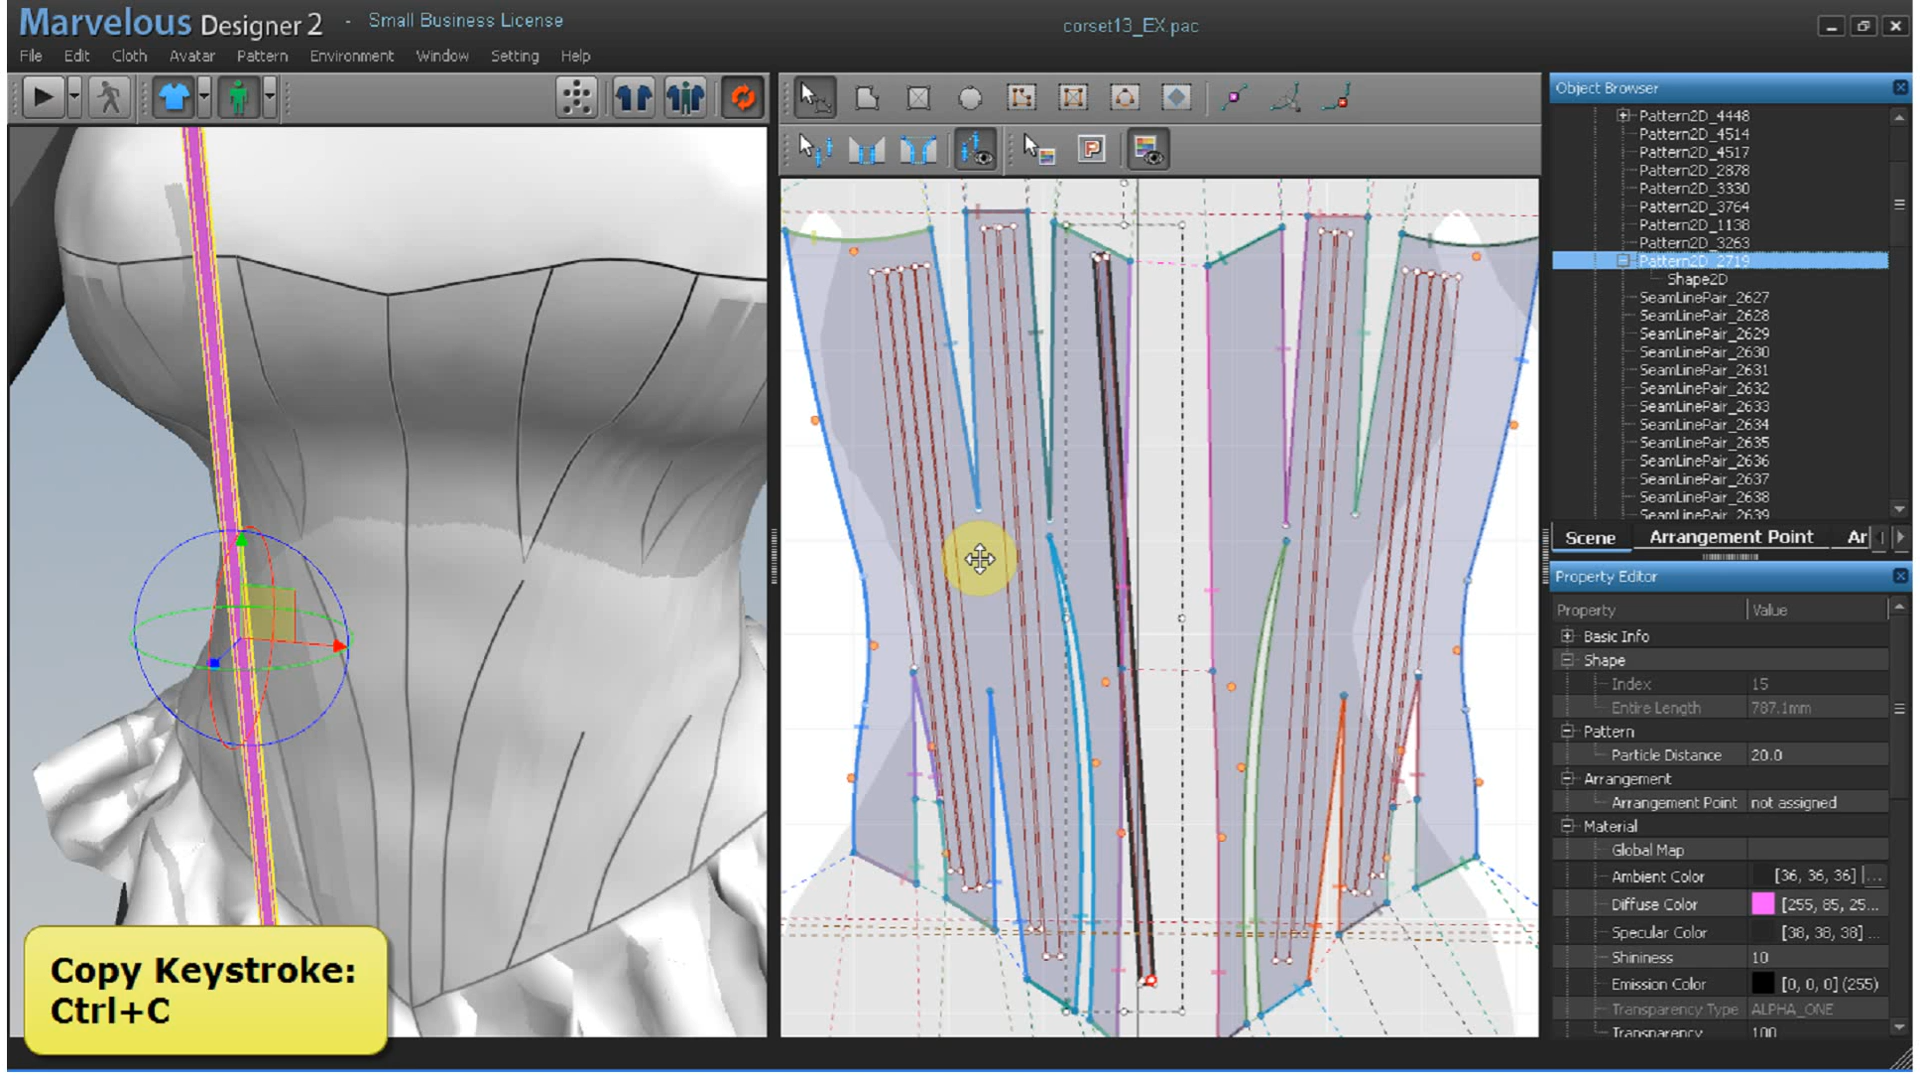 Marvelous Designer 2 - Small Business License
corset13_EX.pac
File Edit Cloth Avatar Pattern Environment Window Setting Help
Object Browser
Pattern2D_4448
Pattern2D_4514
Pattern2D_4517
Pattern2D_2878
Pattern2D_3330
Pattern2D_3764
Pattern2D_1138
Pattern2D_3263
Pattern2D_2719
Shape2D
SeamLinePair_2627
SeamLinePair_2628
SeamLinePair_2629
SeamLinePair_2630
SeamLinePair_2631
SeamLinePair_2632
SeamLinePair_2633
SeamLinePair_2634
SeamLinePair_2635
SeamLinePair_2636
SeamLinePair_2637
SeamLinePair_2638
SeamLinePair_2639
Scene Arrangement Point Ar
Property Editor
Property Value
Basic Info
Shape
Index 15
Entire Length 787.1mm
Pattern
Particle Distance 20.0
Arrangement
Arrangement Point not assigned
Material
Global Map
Ambient Color [36, 36, 36] ...
Diffuse Color [255, 85, 25...
Specular Color [38, 38, 38] ...
Shininess 10
Emission Color [0, 0, 0] (255)
Transparency Type ALPHA_ONE
Transparency 100
Copy Keystroke:
Ctrl+C